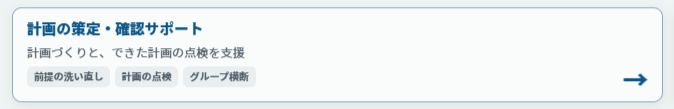 計画の策定・確認サポート
計画づくりと、できた計画の点検を支援
前提の洗い直し 計画の点検 グループ横断
→